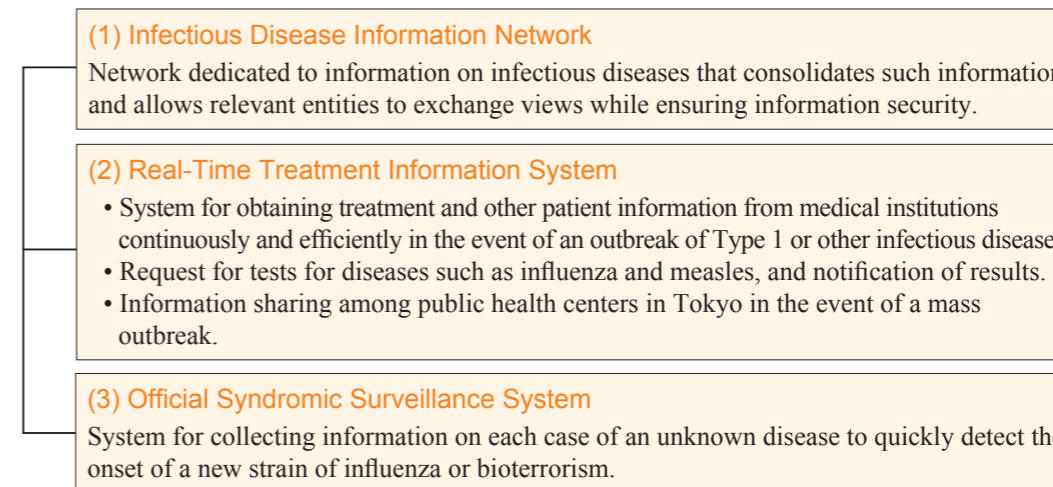 (1) Infectious Disease Information Network
Network dedicated to information on infectious diseases that consolidates such information
and allows relevant entities to exchange views while ensuring information security.
(2) Real-Time Treatment Information System
• System for obtaining treatment and other patient information from medical institutions
continuously and efficiently in the event of an outbreak of Type 1 or other infectious disease
• Request for tests for diseases such as influenza and measles, and notification of results.
• Information sharing among public health centers in Tokyo in the event of a mass
outbreak.
(3) Official Syndromic Surveillance System
System for collecting information on each case of an unknown disease to quickly detect the
onset of a new strain of influenza or bioterrorism.